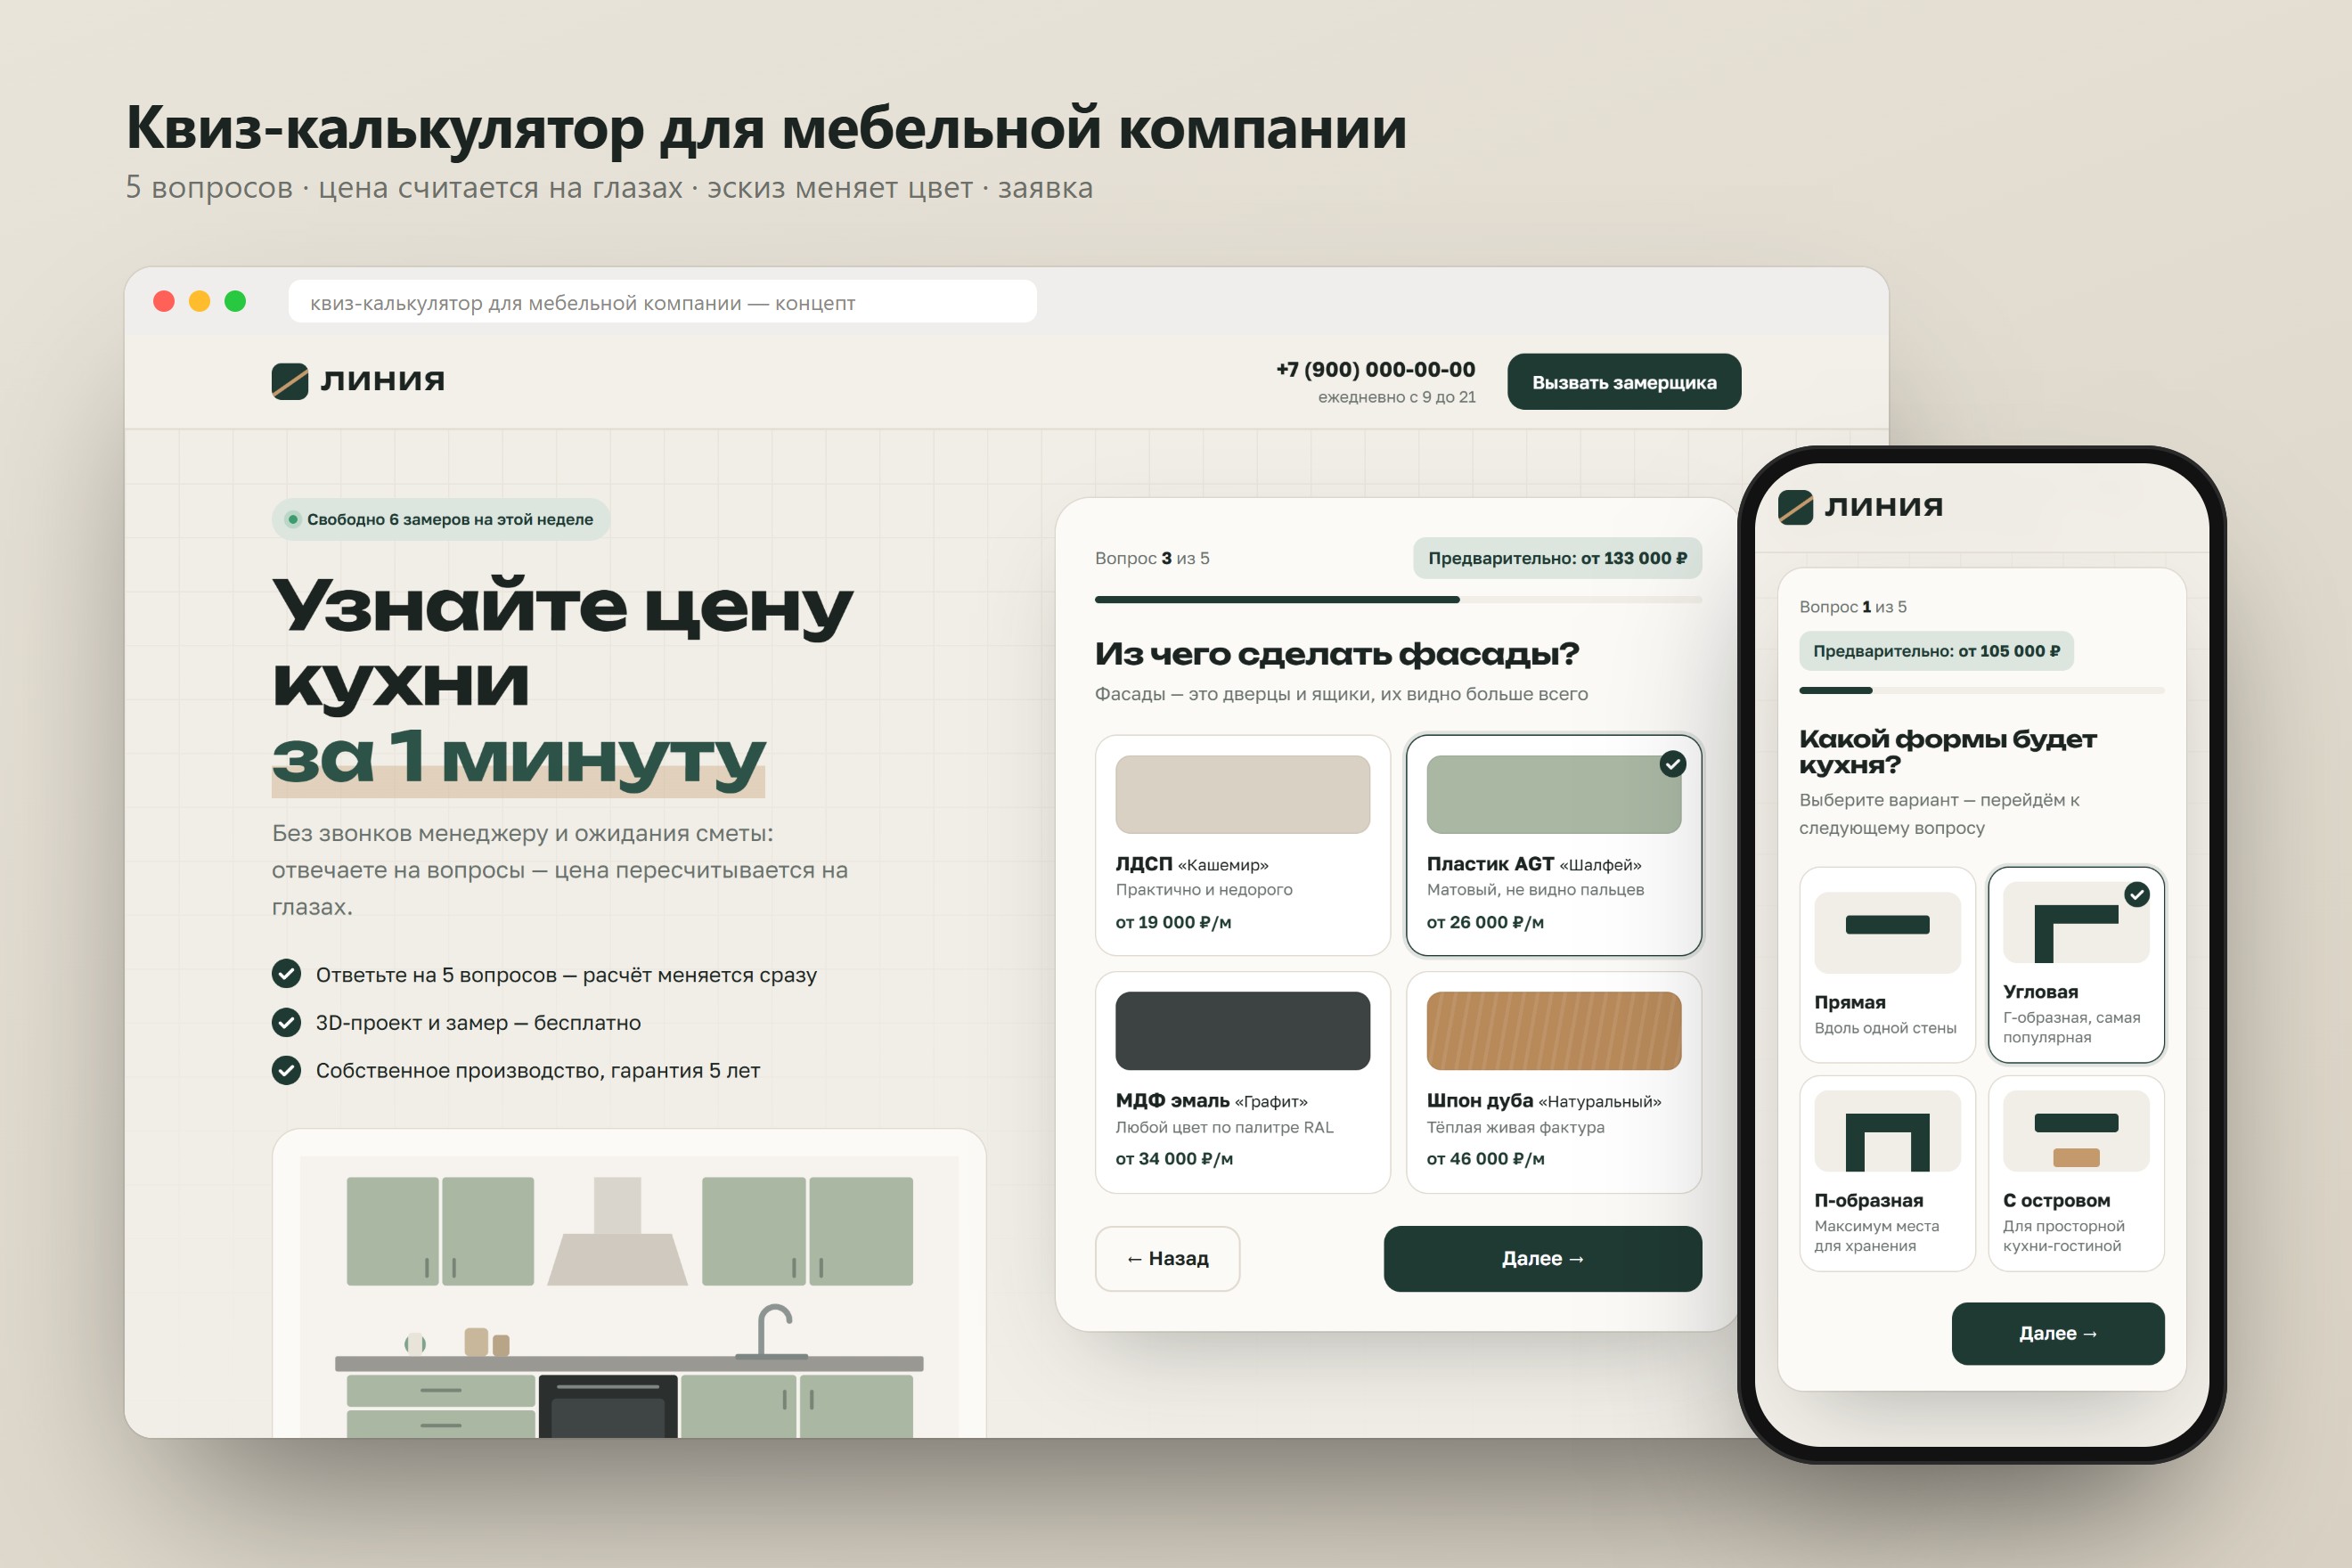 Квиз-калькулятор для мебельной компании
5 вопросов · цена считается на глазах · эскиз меняет цвет · заявка
квиз-калькулятор для мебельной компании — концепт
ЛИНИЯ
+7 (900) 000-00-00
ежедневно с 9 до 21
Вызвать замерщика
Свободно 6 замеров на этой неделе
Узнайте цену
кухни
за 1 минуту
Без звонков менеджеру и ожидания сметы:
отвечаете на вопросы — цена пересчитывается на
глазах.
Ответьте на 5 вопросов — расчёт меняется сразу
3D-проект и замер — бесплатно
Собственное производство, гарантия 5 лет
Вопрос 3 из 5
Предварительно: от 133 000 ₽
Из чего сделать фасады?
Фасады — это дверцы и ящики, их видно больше всего
ЛДСП «Кашемир»
Практично и недорого
от 19 000 ₽/м
Пластик AGT «Шалфей»
Матовый, не видно пальцев
от 26 000 ₽/м
МДФ эмаль «Графит»
Любой цвет по палитре RAL
от 34 000 ₽/м
Шпон дуба «Натуральный»
Тёплая живая фактура
от 46 000 ₽/м
← Назад
Далее →
ЛИНИЯ
Вопрос 1 из 5
Предварительно: от 105 000 ₽
Какой формы будет
кухня?
Выберите вариант — перейдём к
следующему вопросу
Прямая
Вдоль одной стены
Угловая
Г-образная, самая
популярная
П-образная
Максимум места
для хранения
С островом
Для просторной
кухни-гостиной
Далее →